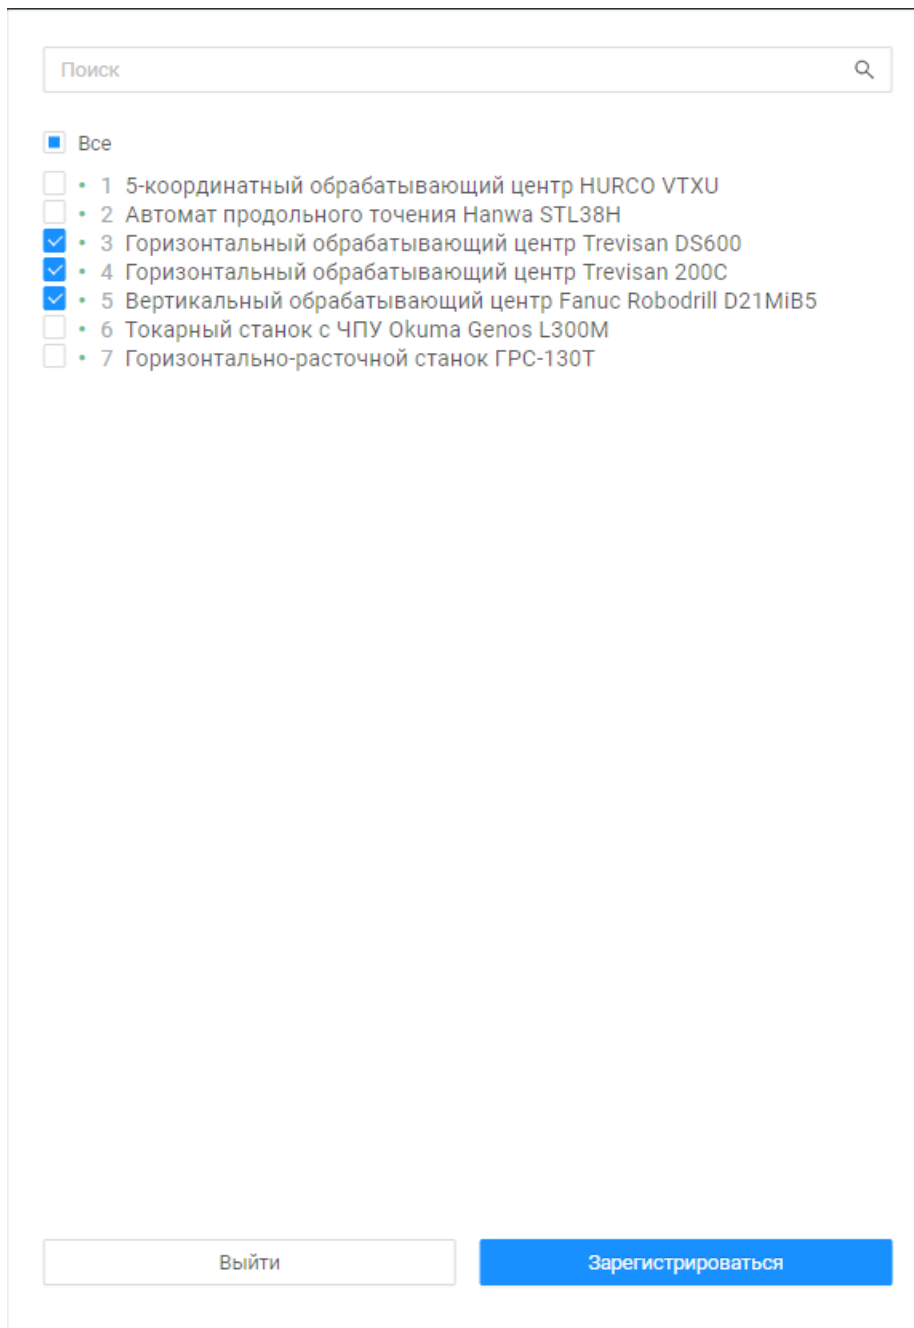 Поиск
Все
1 5-координатный обрабатывающий центр HURCO VTXU
2 Автомат продольного точения Hanwa STL38H
3 Горизонтальный обрабатывающий центр Trevisan DS600
4 Горизонтальный обрабатывающий центр Trevisan 200C
5 Вертикальный обрабатывающий центр Fanuc Robodrill D21MiB5
6 Токарный станок с ЧПУ Okuma Genos L300M
7 Горизонтально-расточной станок ГРС-130Т
Выйти
Зарегистрироваться